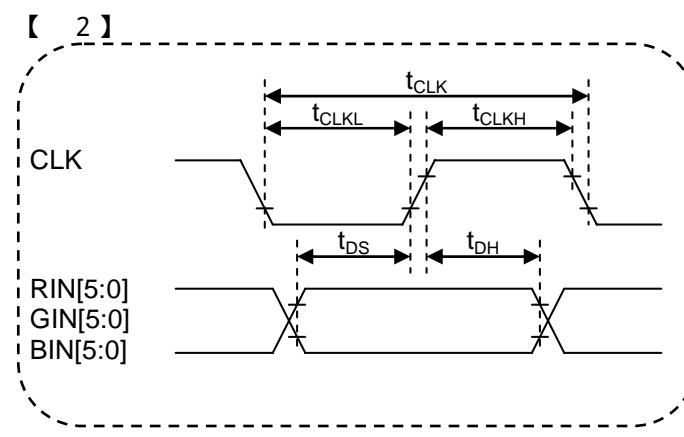 【 2 】
tCLK
tCLKL
tCLKH
CLK
tDS
tDH
RIN[5:0]
GIN[5:0]
BIN[5:0]